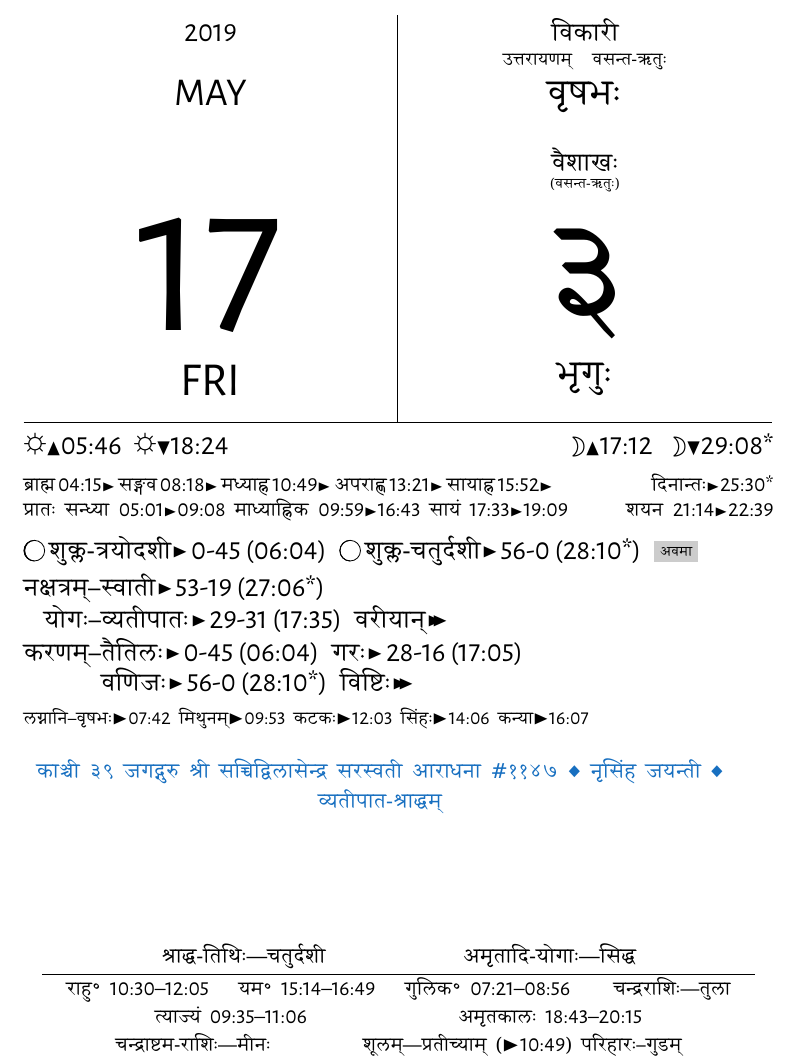 2019
MAY
17
FRI
विकारी
उत्तरायणम् वसन्त-ऋतुः
वृषभः
वैशाखः
(वसन्त-ऋतुः)
३
भृगुः
☼▲05:46 ☼▼18:24 ☽▲17:12 ☽▼29:08*
ब्राह्म 04:15► सङ्गव 08:18► मध्याह्न 10:49► अपराह्ण 13:21► सायाह्न 15:52► दिनान्तः►25:30*
प्रातः सन्ध्या 05:01►09:08 माध्याह्निक 09:59►16:43 सायं 17:33►19:09 शयन 21:14►22:39
◯शुक्ल-त्रयोदशी► 0-45 (06:04) ◯शुक्ल-चतुर्दशी►56-0 (28:10*) अवमा
नक्षत्रम्–स्वाती►53-19 (27:06*)
योगः–व्यतीपातः►29-31 (17:35) वरीयान्►►
करणम्–तैतिलः► 0-45 (06:04) गरः►28-16 (17:05)
वणिजः►56-0 (28:10*) विष्टिः►►
लग्नानि–वृषभः►07:42 मिथुनम्►09:53 कटकः►12:03 सिंहः►14:06 कन्या►16:07
काञ्ची ३९ जगद्गुरु श्री सच्चिद्विलासेन्द्र सरस्वती आराधना #११४७ ◆ नृसिंह जयन्ती ◆
व्यतीपात-श्राद्धम्
श्राद्ध-तिथिः—चतुर्दशी अमृतादि-योगाः—सिद्ध
राहु° 10:30–12:05 यम° 15:14–16:49 गुलिक° 07:21–08:56 चन्द्रराशिः—तुला
त्याज्यं 09:35–11:06 अमृतकालः 18:43–20:15
चन्द्राष्टम-राशिः—मीनः शूलम्—प्रतीच्याम् (►10:49) परिहारः–गुडम्